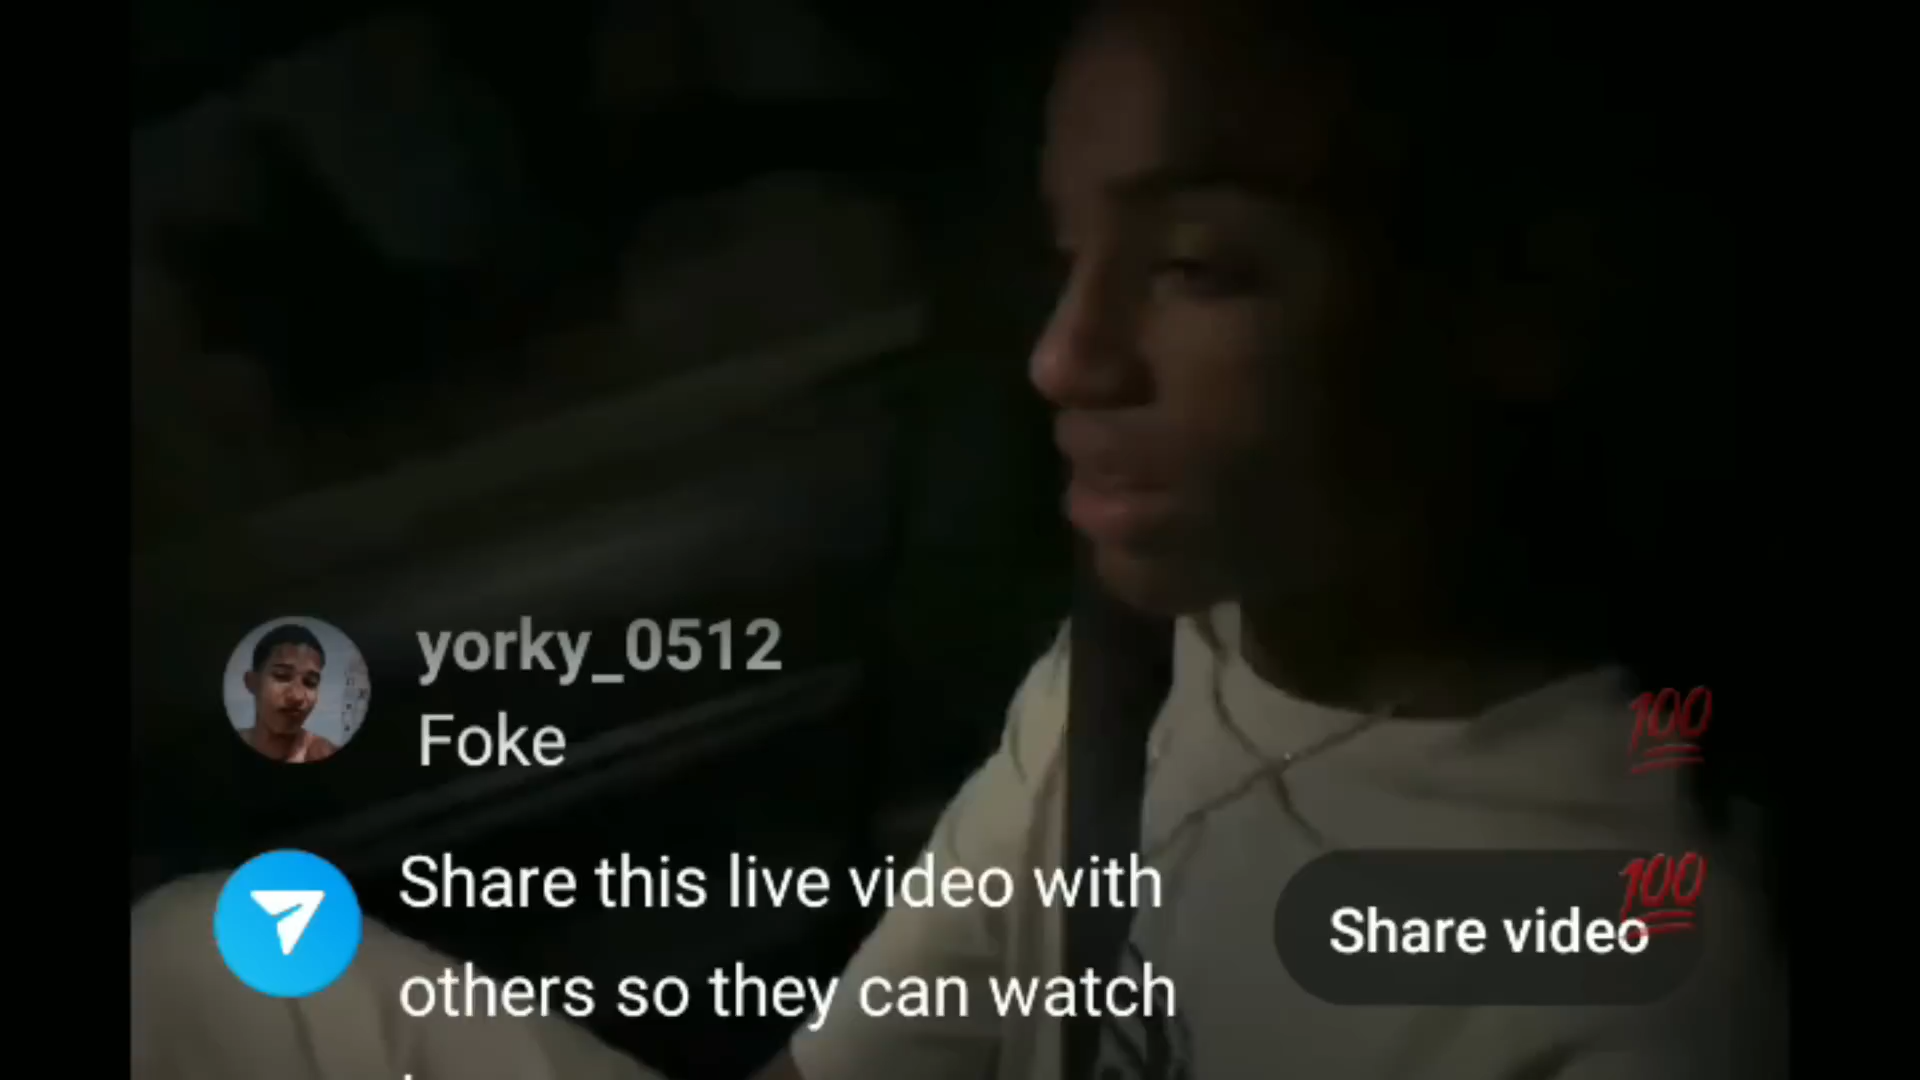 yorky_0512
Foke
💯
Share this live video with
others so they can watch
Share video
💯